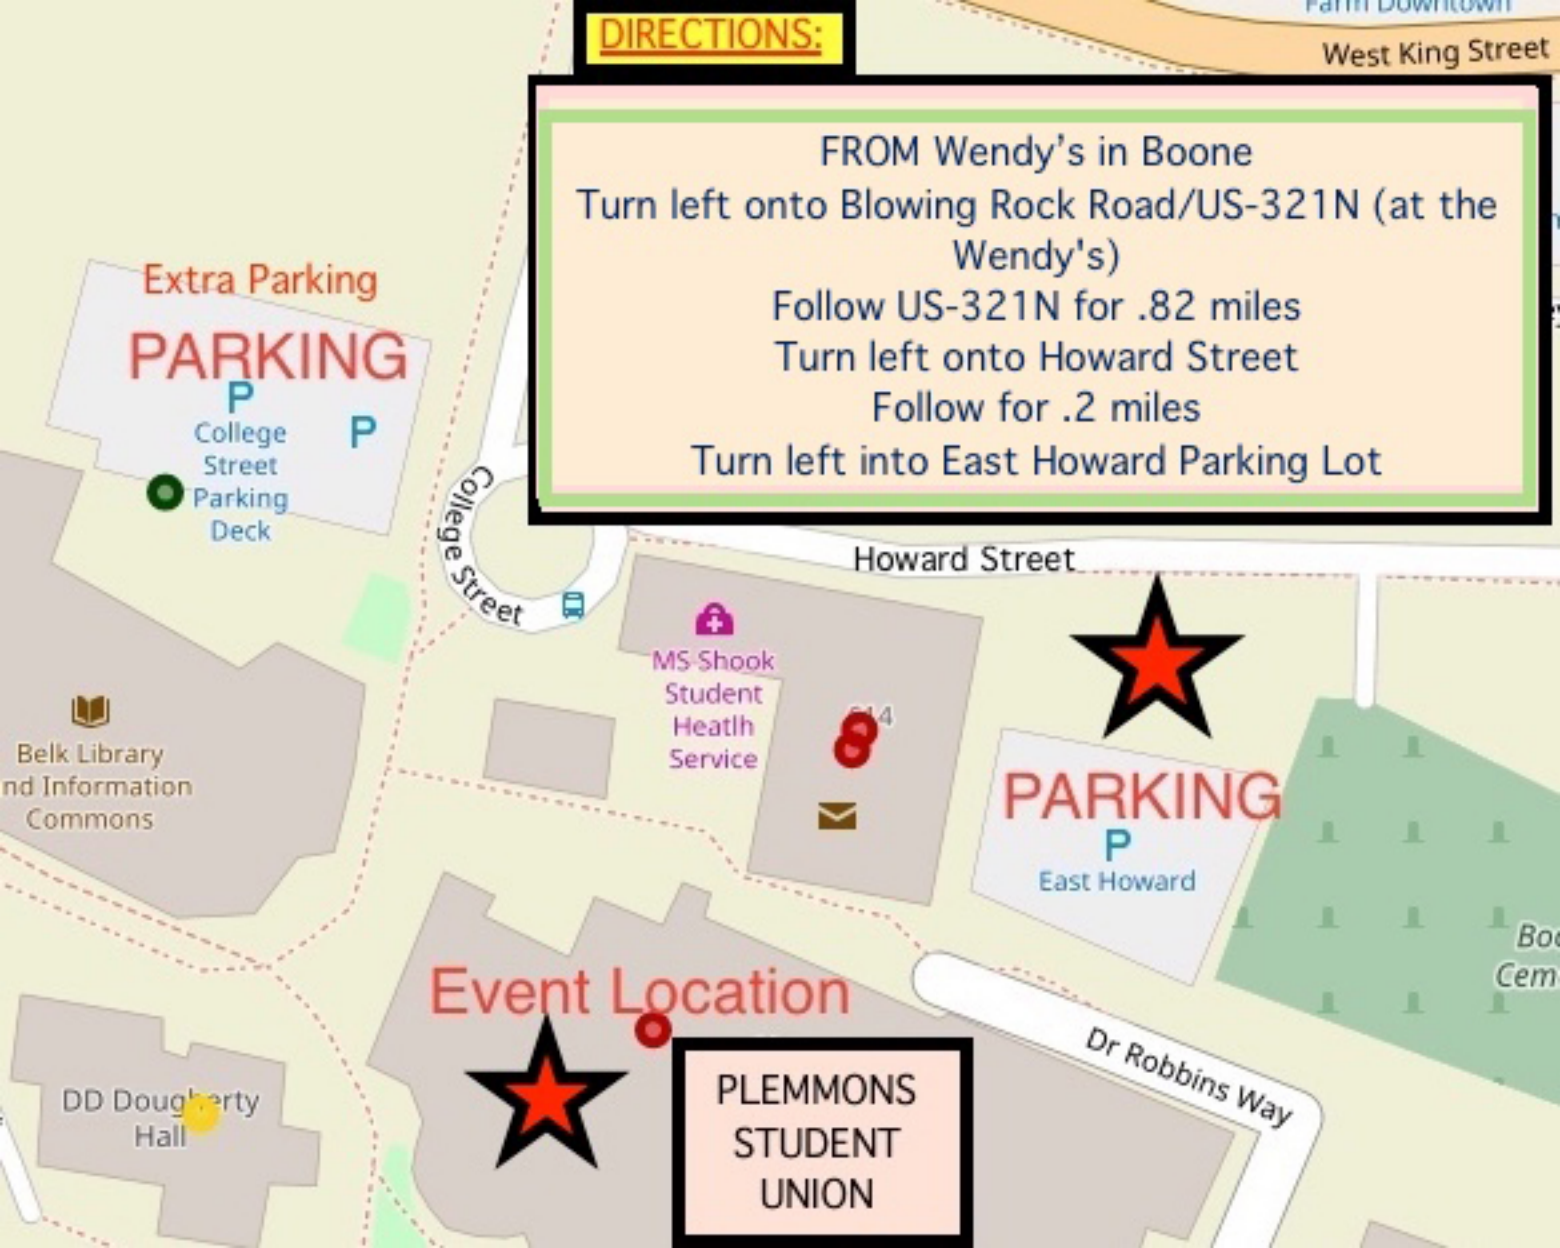 Farm Downtown
DIRECTIONS:
West King Street
FROM Wendy’s in Boone
Turn left onto Blowing Rock Road/US-321N (at the
Wendy's)
Follow US-321N for .82 miles
Turn left onto Howard Street
Follow for .2 miles
Turn left into East Howard Parking Lot
Extra Parking
PARKING
P
P
College
Street
Parking
Deck
College Street
Howard Street
MS Shook
Student
Heatlh
Service
Belk Library
nd Information
Commons
PARKING
P
East Howard
Event Location
Dr Robbins Way
DD Dougherty
Hall
PLEMMONS
STUDENT
UNION